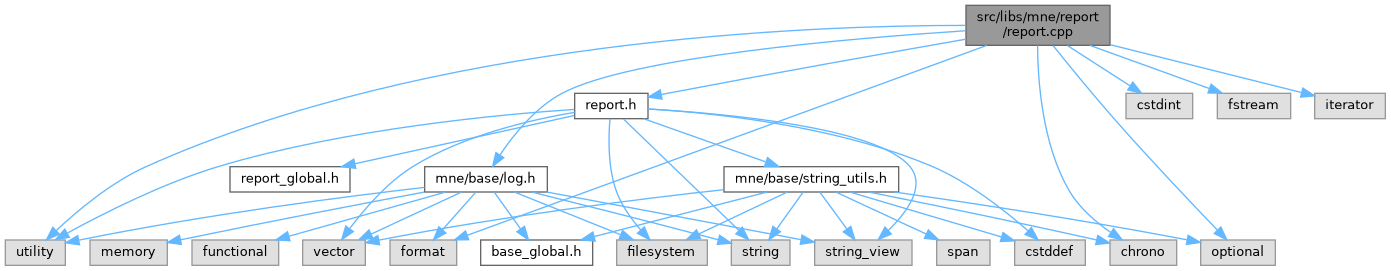 src/libs/mne/report
/report.cpp
report.h
cstdint
fstream
iterator
report_global.h
mne/base/log.h
mne/base/string_utils.h
utility
memory
functional
vector
format
base_global.h
filesystem
string
string_view
span
cstddef
chrono
optional